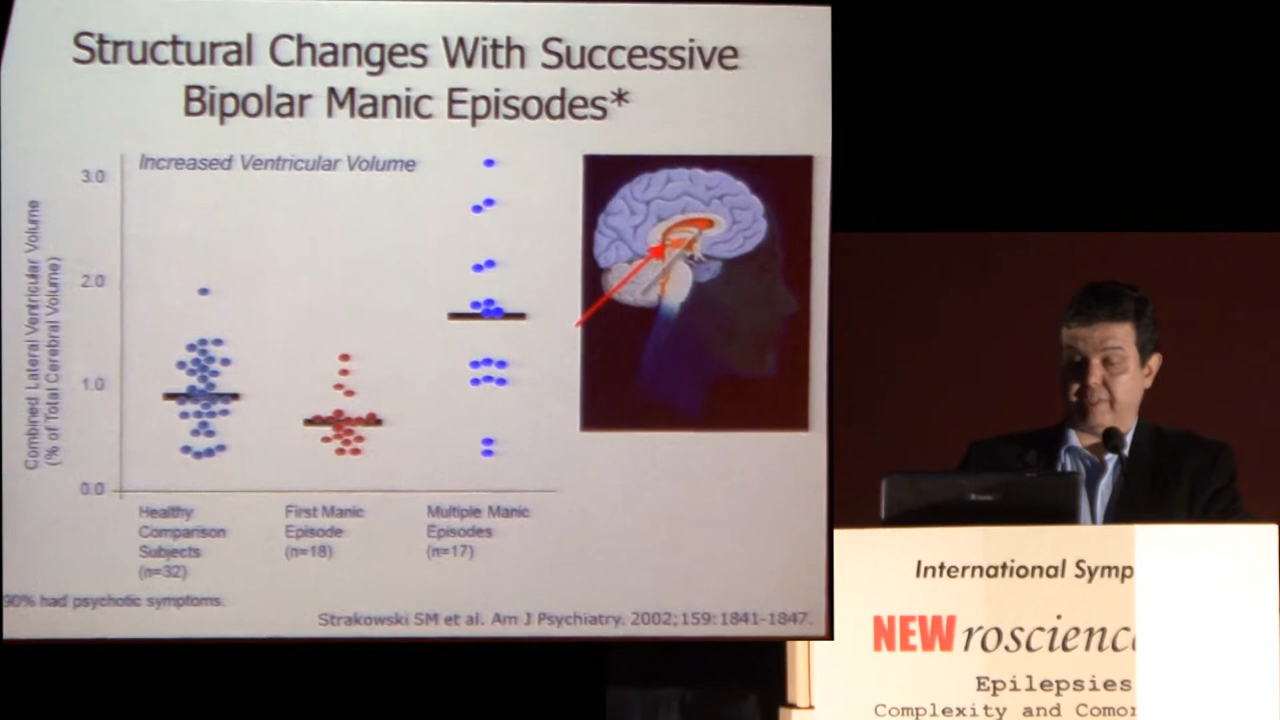 Structural Changes With Successive
Bipolar Manic Episodes*
Increased Ventricular Volume
Combined Lateral Ventricular Volume
(% of Total Cerebral Volume)
3.0
2.0
1.0
0.0
Healthy
Comparison
Subjects
(n=32)
First Manic
Episode
(n=18)
Multiple Manic
Episodes
(n=17)
90% had psychotic symptoms.
Strakowski SM et al. Am J Psychiatry. 2002;159:1841-1847.
International Symp
NEWroscienc
Epilepsies
Complexity and Comor